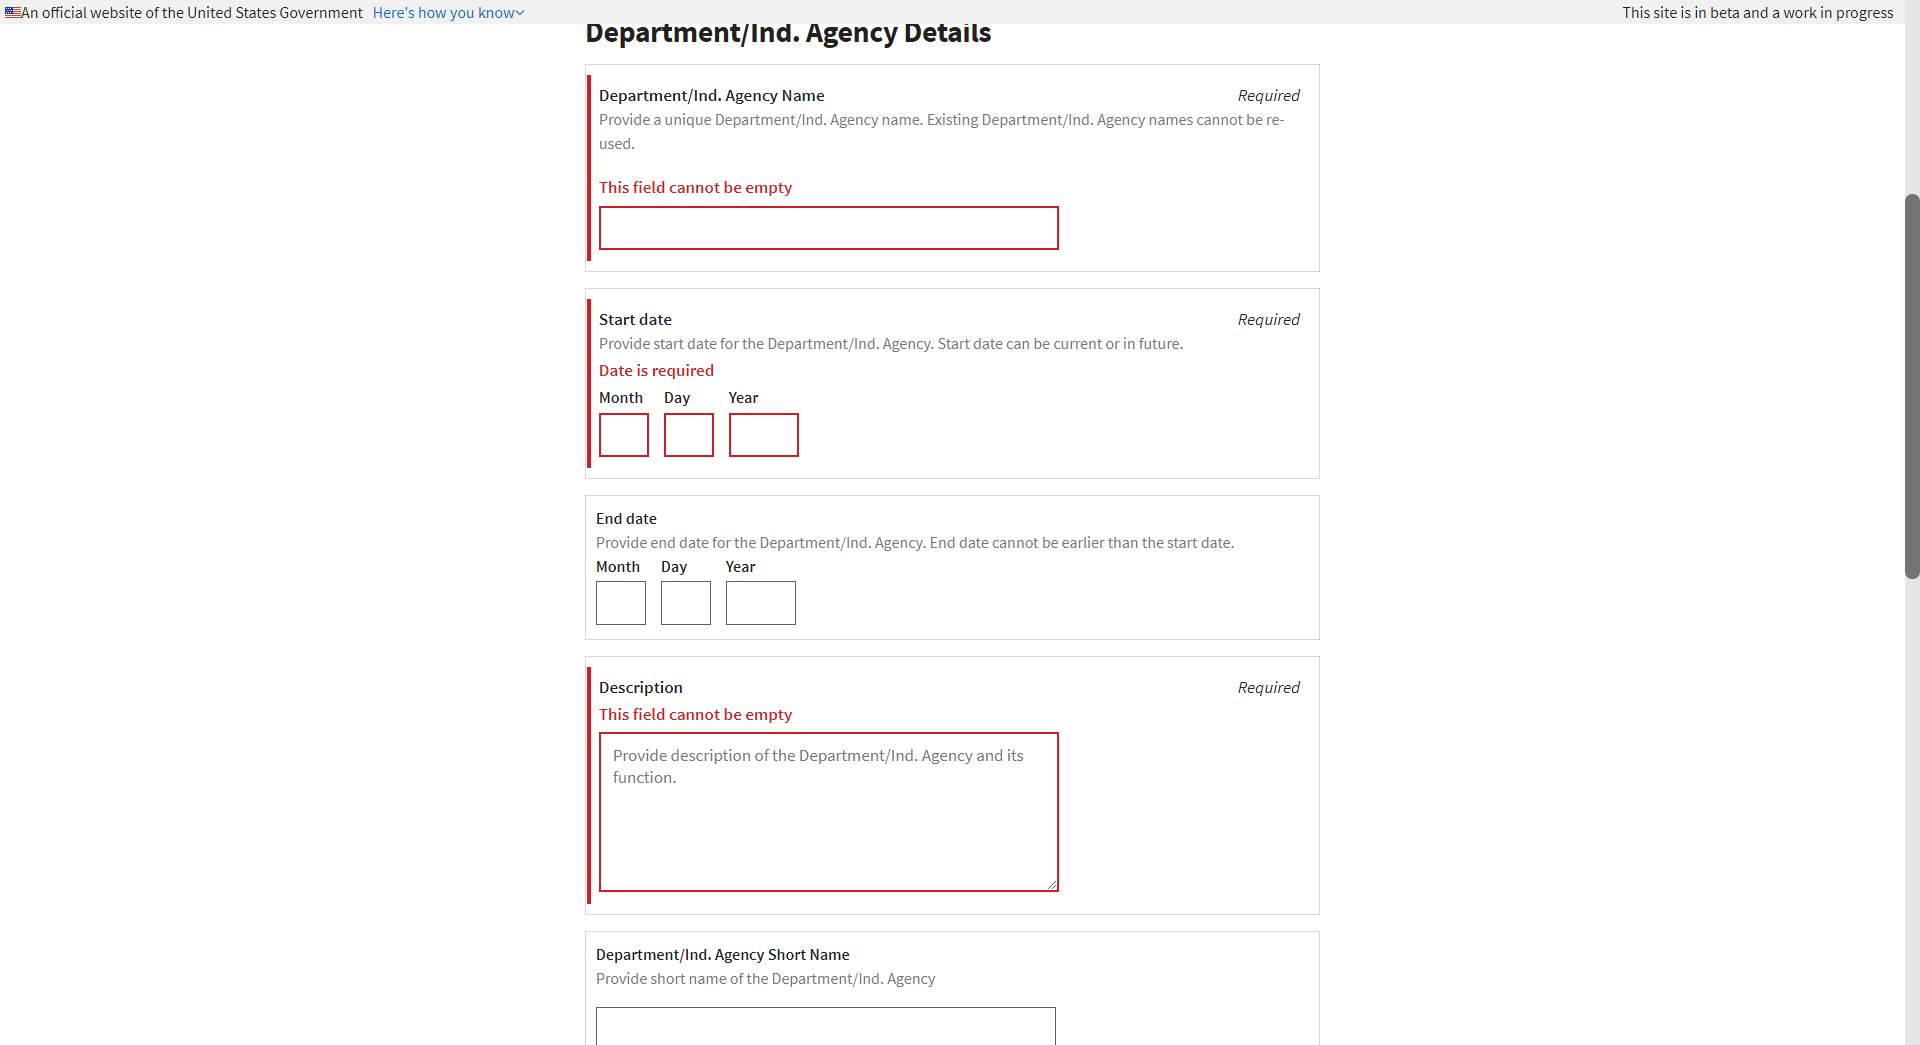 An official website of the United States Government Here's how you know
This site is in beta and a work in progress
Department/Ind. Agency Details
Department/Ind. Agency Name
Required
Provide a unique Department/Ind. Agency name. Existing Department/Ind. Agency names cannot be re-
used.
This field cannot be empty
Start date
Required
Provide start date for the Department/Ind. Agency. Start date can be current or in future.
Date is required
Month Day Year
End date
Provide end date for the Department/Ind. Agency. End date cannot be earlier than the start date.
Month Day Year
Description
Required
This field cannot be empty
Provide description of the Department/Ind. Agency and its
function.
Department/Ind. Agency Short Name
Provide short name of the Department/Ind. Agency